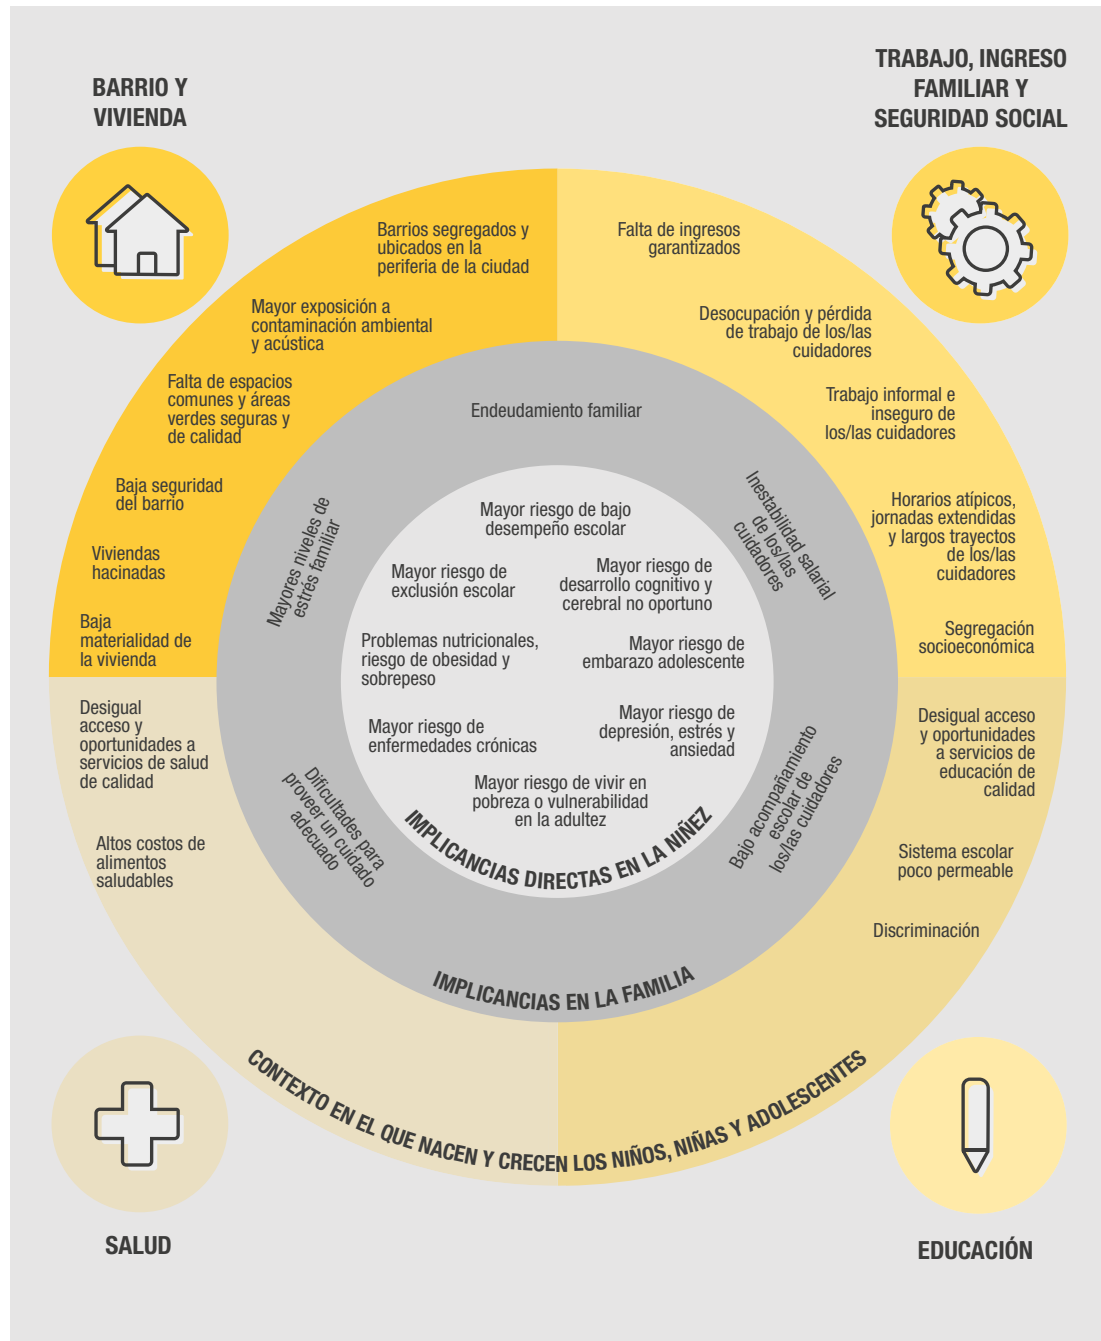 BARRIO Y
VIVIENDA
TRABAJO, INGRESO
FAMILIAR Y
SEGURIDAD SOCIAL
Barrios segregados y
ubicados en la
periferia de la ciudad
Mayor exposición a
contaminación ambiental
y acústica
Falta de espacios
comunes y áreas
verdes seguras y
de calidad
Baja seguridad
del barrio
Viviendas
hacinadas
Baja
materialidad de
la vivienda
Falta de ingresos
garantizados
Desocupación y pérdida
de trabajo de los/las
cuidadores
Trabajo informal e
inseguro de
los/las cuidadores
Horarios atípicos,
jornadas extendidas
y largos trayectos
de los/las
cuidadores
Segregación
socioeconómica
Desigual
acceso y
oportunidades a
servicios de salud
de calidad
Altos costos de
alimentos
saludables
Desigual acceso
y oportunidades
a servicios de
educación de
calidad
Sistema escolar
poco permeable
Discriminación
Endeudamiento familiar
Mayores niveles de
estrés familiar
Inestabilidad salarial
de los/las
cuidadores
Dificultades para
proveer un cuidado
adecuado
Bajo acompañamiento
escolar de
los/las cuidadores
Mayor riesgo de bajo
desempeño escolar
Mayor riesgo de
exclusión escolar
Mayor riesgo de
desarrollo cognitivo y
cerebral no oportuno
Problemas nutricionales,
riesgo de obesidad y
sobrepeso
Mayor riesgo de
embarazo adolescente
Mayor riesgo de
enfermedades crónicas
Mayor riesgo de
depresión, estrés y
ansiedad
Mayor riesgo de vivir en
pobreza o vulnerabilidad
en la adultez
IMPLICANCIAS DIRECTAS EN LA NIÑEZ
IMPLICANCIAS EN LA FAMILIA
CONTEXTO EN EL QUE NACEN Y CRECEN LOS NIÑOS, NIÑAS Y ADOLESCENTES
SALUD
EDUCACIÓN